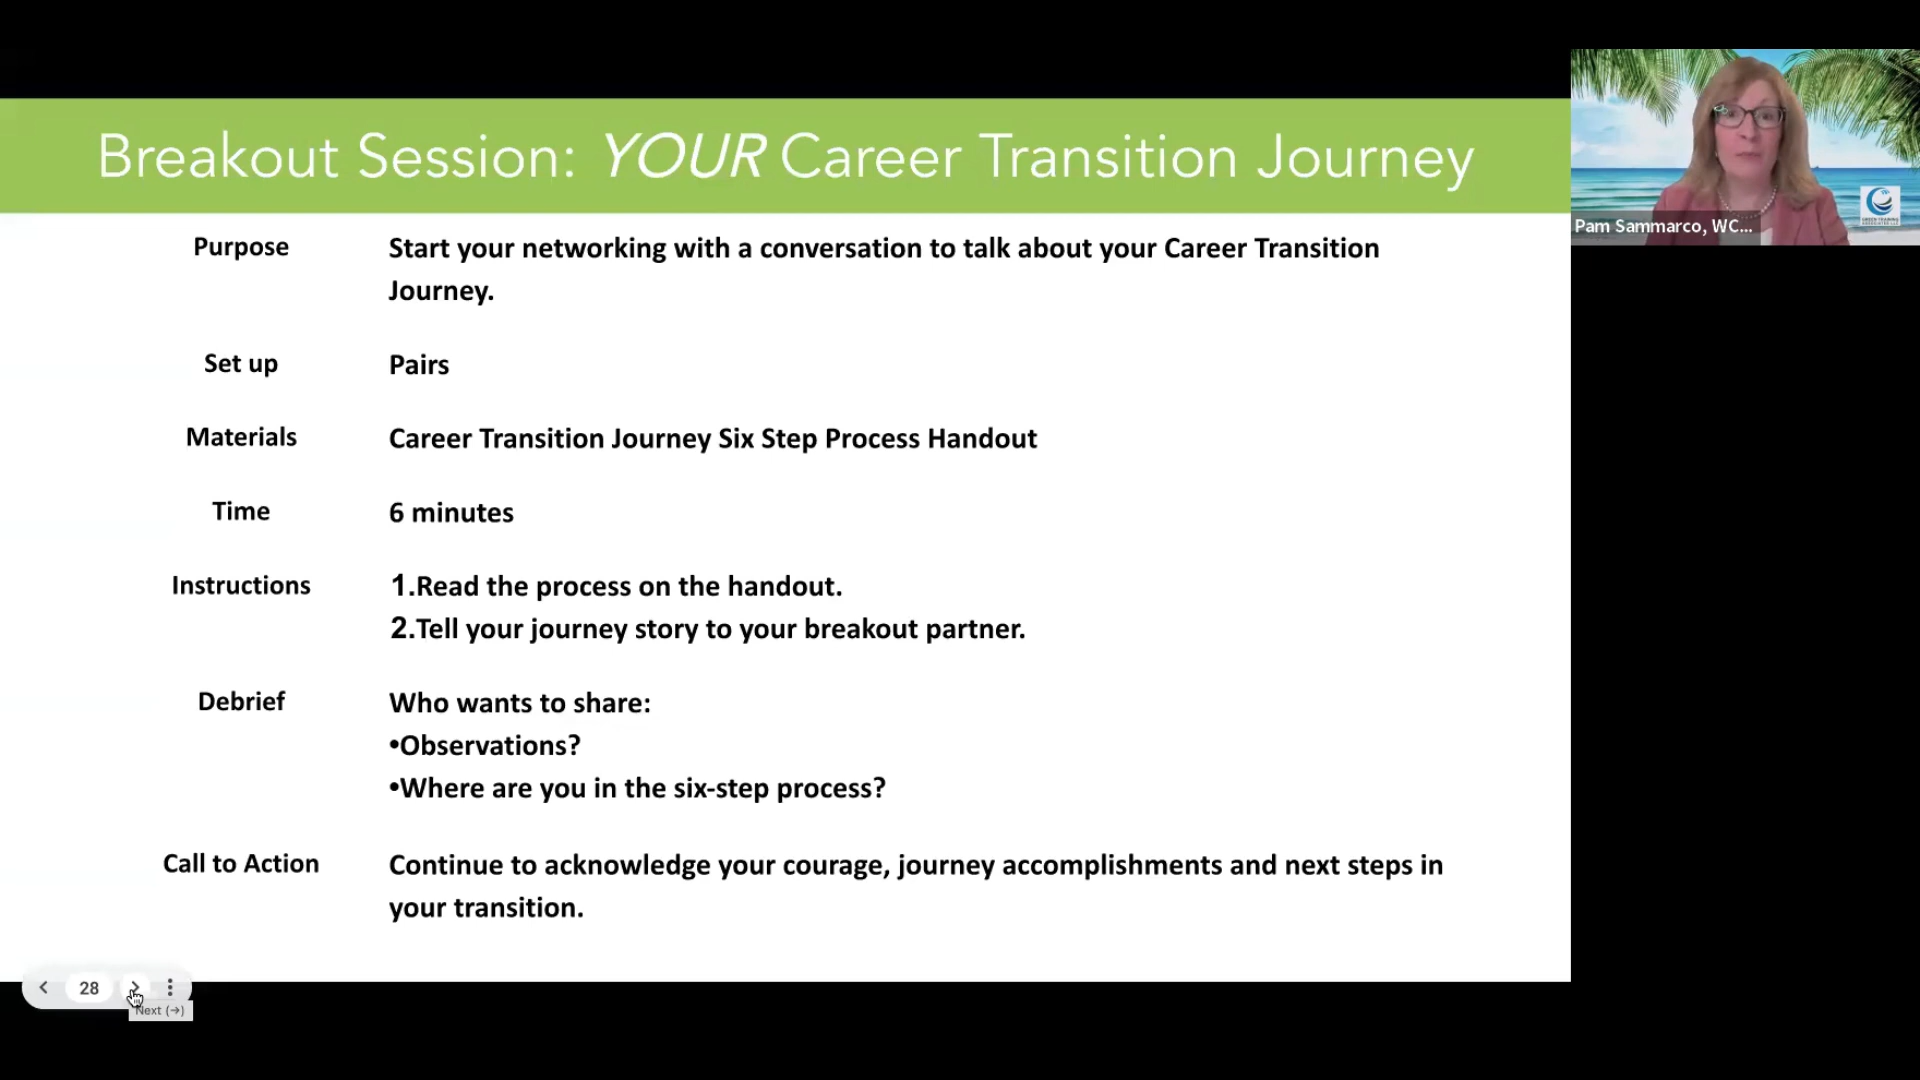 Breakout Session: YOUR Career Transition Journey
Purpose
Start your networking with a conversation to talk about your Career Transition
Journey.
Set up
Pairs
Materials
Career Transition Journey Six Step Process Handout
Time
6 minutes
Instructions
1.Read the process on the handout.
2.Tell your journey story to your breakout partner.
Debrief
Who wants to share:
•Observations?
•Where are you in the six-step process?
Call to Action
Continue to acknowledge your courage, journey accomplishments and next steps in
your transition.
Pam Sammarco, WC...
28
Next (→)